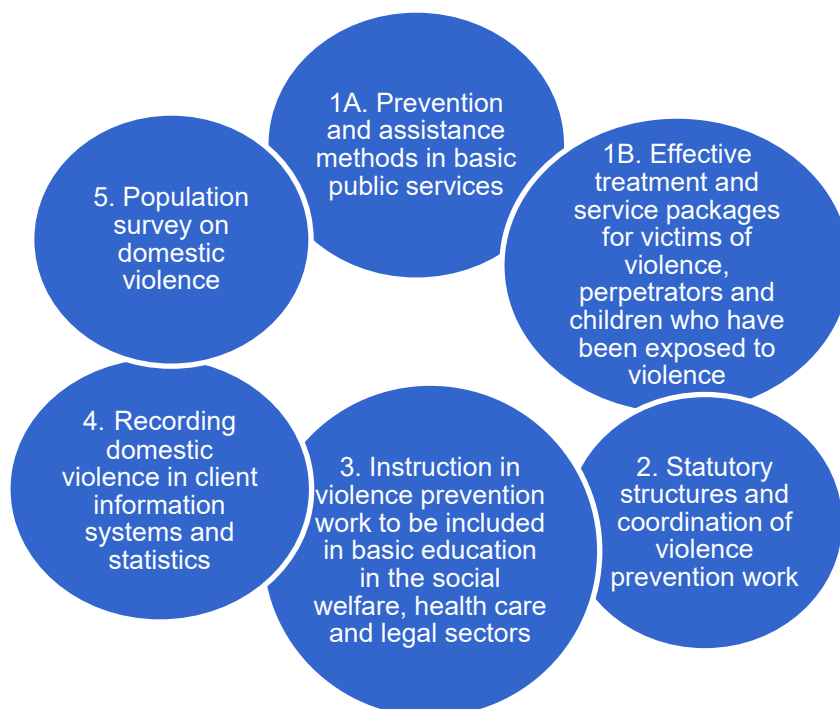 1A. Prevention
and assistance
methods in basic
public services
1B. Effective
treatment and
service packages
for victims of
violence,
perpetrators and
children who have
been exposed to
violence
2. Statutory
structures and
coordination of
violence
prevention work
3. Instruction in
violence prevention
work to be included
in basic education
in the social
welfare, health care
and legal sectors
4. Recording
domestic
violence in client
information
systems and
statistics
5. Population
survey on
domestic
violence